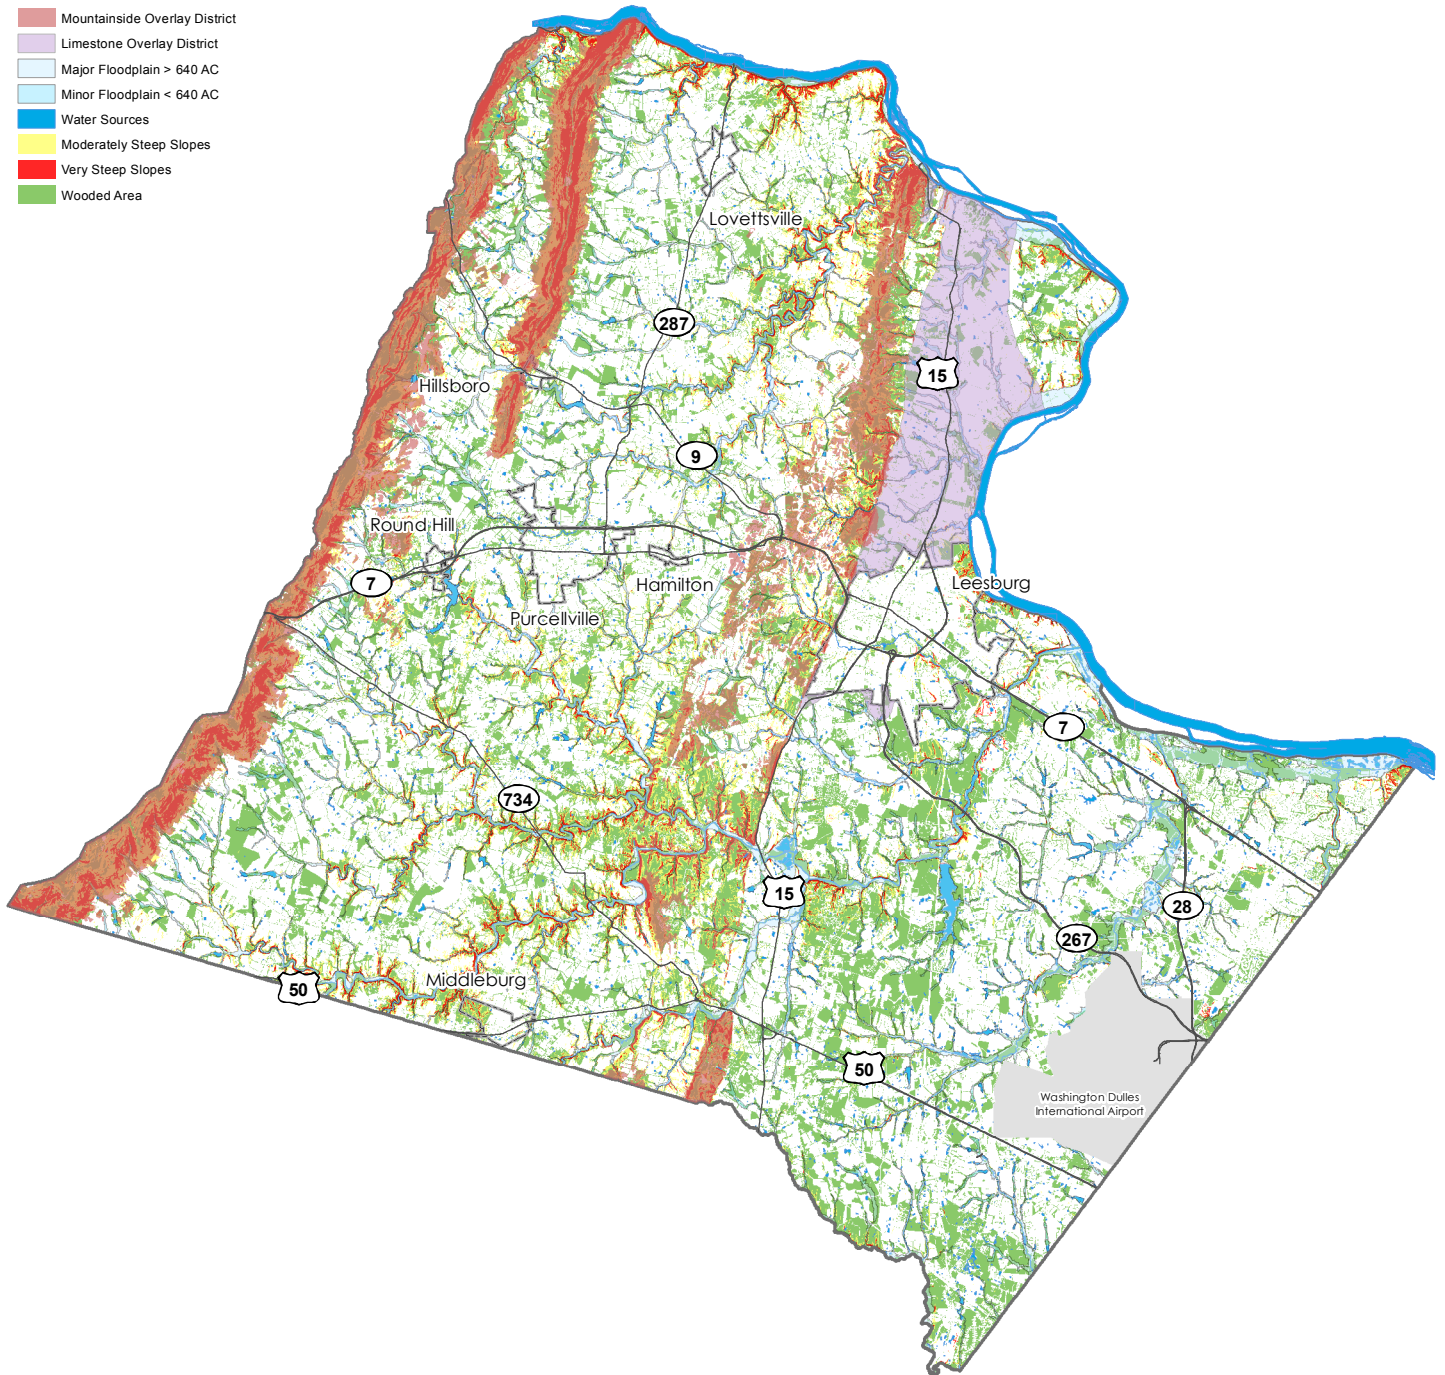 Mountainside Overlay District
Limestone Overlay District
Major Floodplain > 640 AC
Minor Floodplain < 640 AC
Water Sources
Moderately Steep Slopes
Very Steep Slopes
Wooded Area
Lovettsville
287
15
Hillsboro
9
Round Hill
7
Hamilton
Leesburg
Purcellville
7
734
15
28
267
Middleburg
50
50
Washington Dulles
International Airport